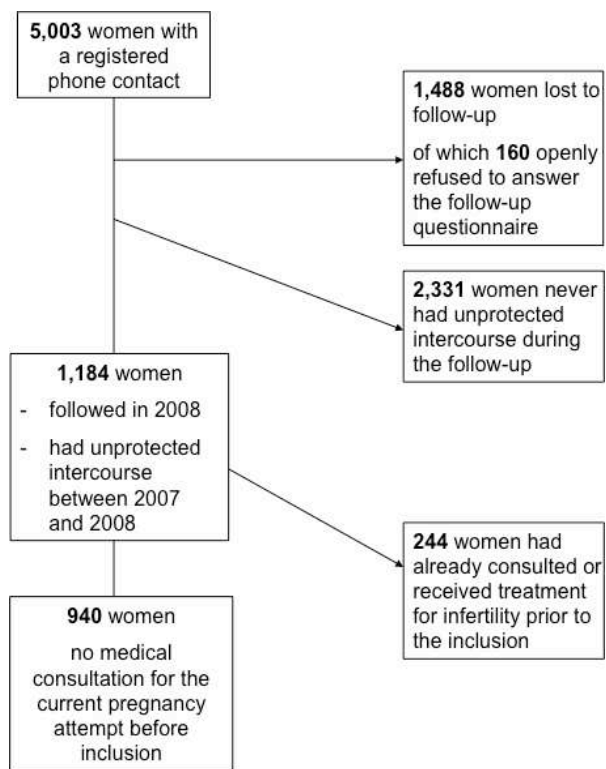 5,003 women with
a registered
phone contact
1,488 women lost to
follow-up
of which 160 openly
refused to answer
the follow-up
questionnaire
2,331 women never
had unprotected
intercourse during
the follow-up
1,184 women
- followed in 2008
- had unprotected
intercourse
between 2007
and 2008
244 women had
already consulted or
received treatment
for infertility prior to
the inclusion
940 women
no medical
consultation for the
current pregnancy
attempt before
inclusion